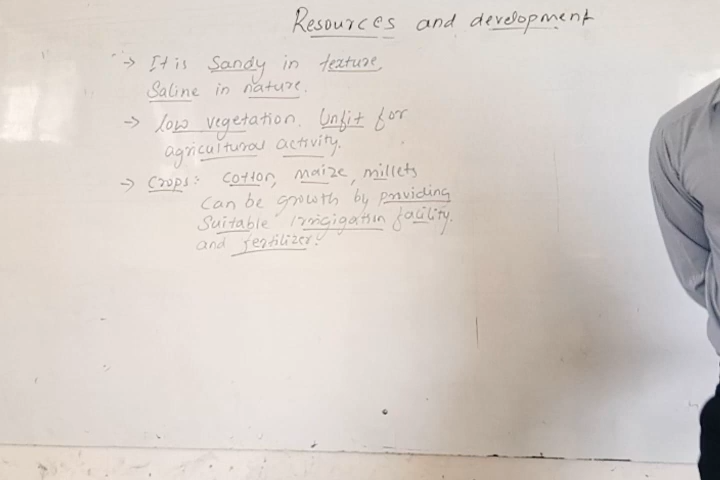 Resources and development
→ It is Sandy in texture
Saline in nature.
→ low vegetation. Unfit for
agricultural activity.
→ Crops: Cotton, maize, millets
Can be growth by providing
Suitable irrigigation facility.
and fertilizer.